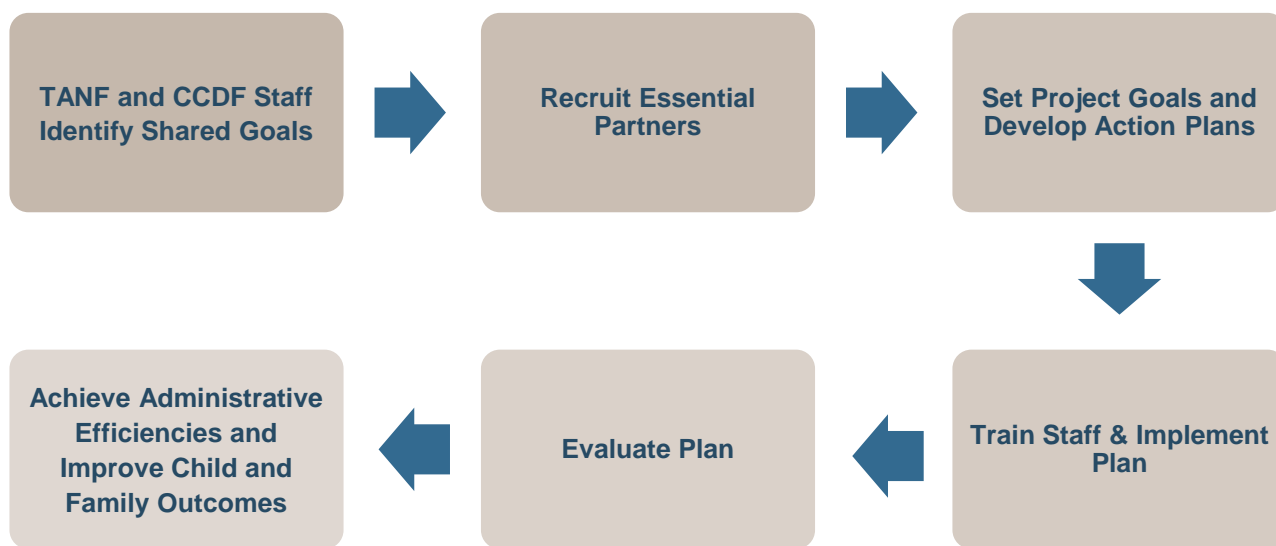 TANF and CCDF Staff
Identify Shared Goals
Recruit Essential
Partners
Set Project Goals and
Develop Action Plans
Train Staff & Implement
Plan
Evaluate Plan
Achieve Administrative
Efficiencies and
Improve Child and
Family Outcomes